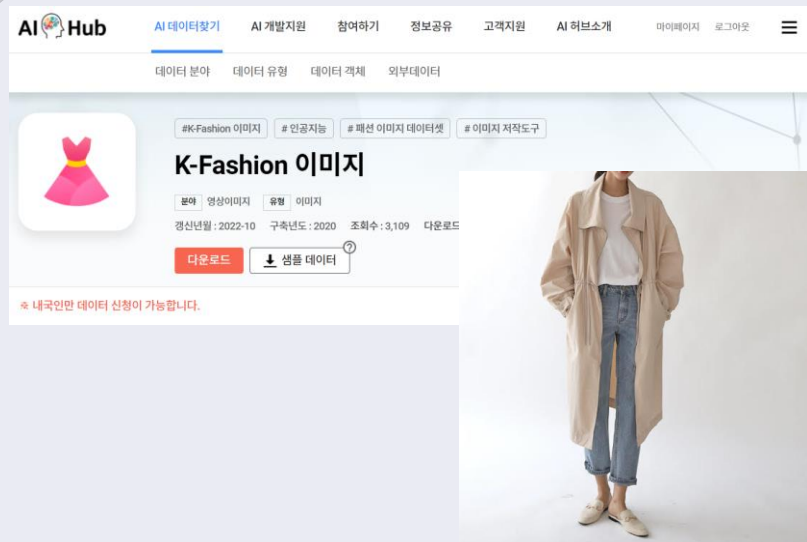 AI Hub
AI 데이터찾기 AI 개발지원 참여하기 정보공유 고객지원 AI 허브소개 마이페이지 로그아웃
데이터 분야 데이터 유형 데이터 객체 외부데이터
#K-Fashion 이미지 # 인공지능 # 패션 이미지 데이터셋 # 이미지 저작도구
K-Fashion 이미지
분야 영상이미지 유형 이미지
갱신년월 : 2022-10 구축년도 : 2020 조회수 : 3,109 다운로드
다운로드 샘플 데이터 ?
※ 내국인만 데이터 신청이 가능합니다.